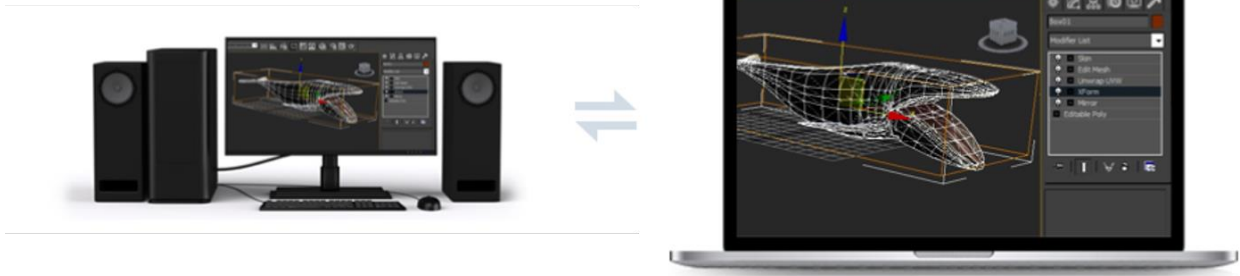 Box01
Modifier List
Skin
Edit Mesh
Unwrap UVW
XForm
Mirror
Editable Poly